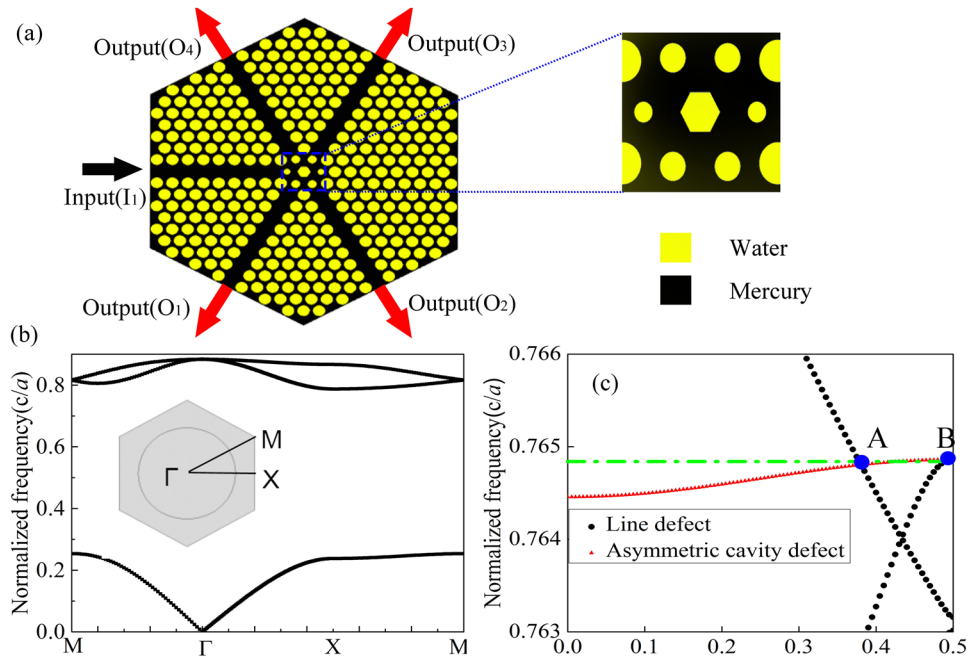 (a)
Output(O4)
Output(O3)
Input(I1)
Output(O1)
Output(O2)
Water
Mercury
(b)
Normalized frequency(c/a)
0.8
0.6
0.4
0.2
0.0
M
Γ
X
M
Γ
M
X
(c)
Normalized frequency(c/a)
0.766
0.765
0.764
0.763
A
B
Line defect
Asymmetric cavity defect
0.0
0.1
0.2
0.3
0.4
0.5